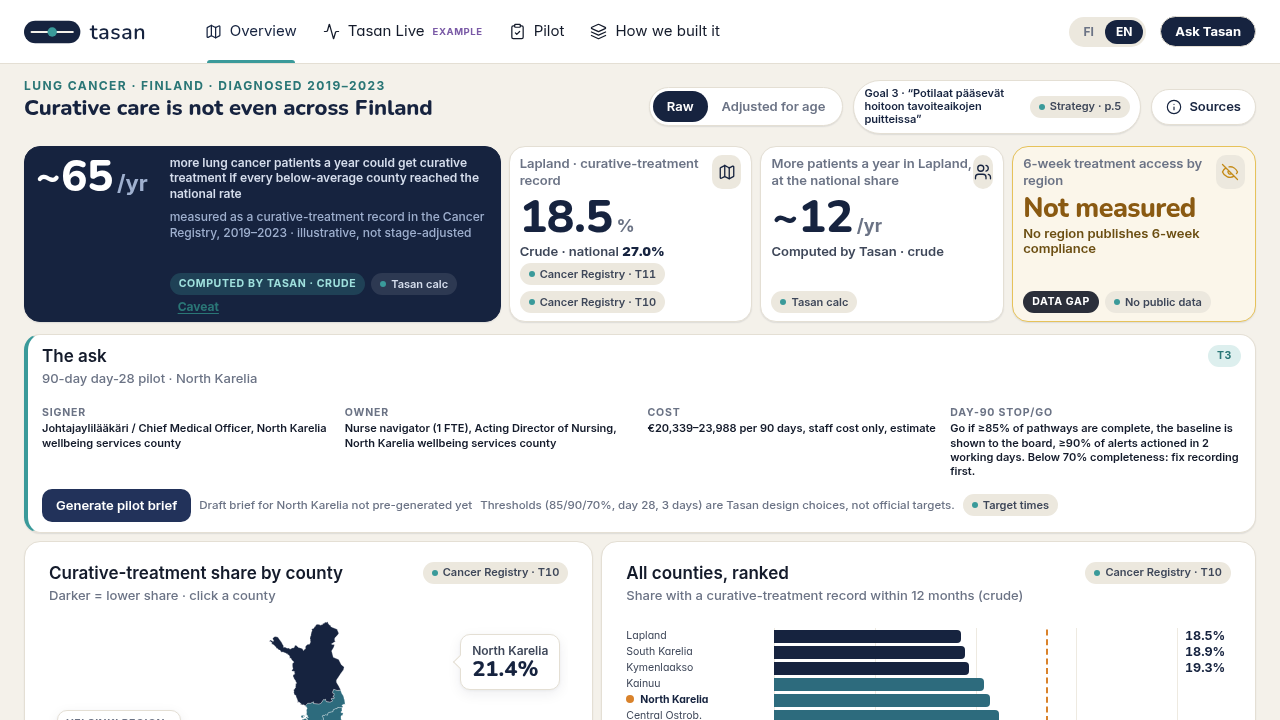 tasan
Overview
Tasan Live EXAMPLE
Pilot
How we built it
FI EN
Ask Tasan
LUNG CANCER · FINLAND · DIAGNOSED 2019–2023
Curative care is not even across Finland
Raw Adjusted for age
Goal 3 · “Potilaat pääsevät
hoitoon tavoiteaikojen
puitteissa”
Strategy · p.5
Sources
~65 /yr
more lung cancer patients a year could get curative
treatment if every below-average county reached the
national rate
measured as a curative-treatment record in the Cancer
Registry, 2019–2023 · illustrative, not stage-adjusted
COMPUTED BY TASAN · CRUDE
Tasan calc
Caveat
Lapland · curative-treatment
record
18.5 %
Crude · national 27.0%
Cancer Registry · T11
Cancer Registry · T10
More patients a year in Lapland,
at the national share
~12 /yr
Computed by Tasan · crude
Tasan calc
6-week treatment access by
region
Not measured
No region publishes 6-week
compliance
DATA GAP
No public data
The ask
T3
90-day day-28 pilot · North Karelia
SIGNER
Johtajaylilääkäri / Chief Medical Officer, North Karelia
wellbeing services county
OWNER
Nurse navigator (1 FTE), Acting Director of Nursing,
North Karelia wellbeing services county
COST
€20,339–23,988 per 90 days, staff cost only, estimate
DAY-90 STOP/GO
Go if ≥85% of pathways are complete, the baseline is
shown to the board, ≥90% of alerts actioned in 2
working days. Below 70% completeness: fix recording
first.
Generate pilot brief
Draft brief for North Karelia not pre-generated yet
Thresholds (85/90/70%, day 28, 3 days) are Tasan design choices, not official targets.
Target times
Curative-treatment share by county
Cancer Registry · T10
Darker = lower share · click a county
North Karelia
21.4%
HELSINKI REGION
All counties, ranked
Cancer Registry · T10
Share with a curative-treatment record within 12 months (crude)
Lapland 18.5%
South Karelia 18.9%
Kymenlaakso 19.3%
Kainuu
North Karelia
Central Ostrob.